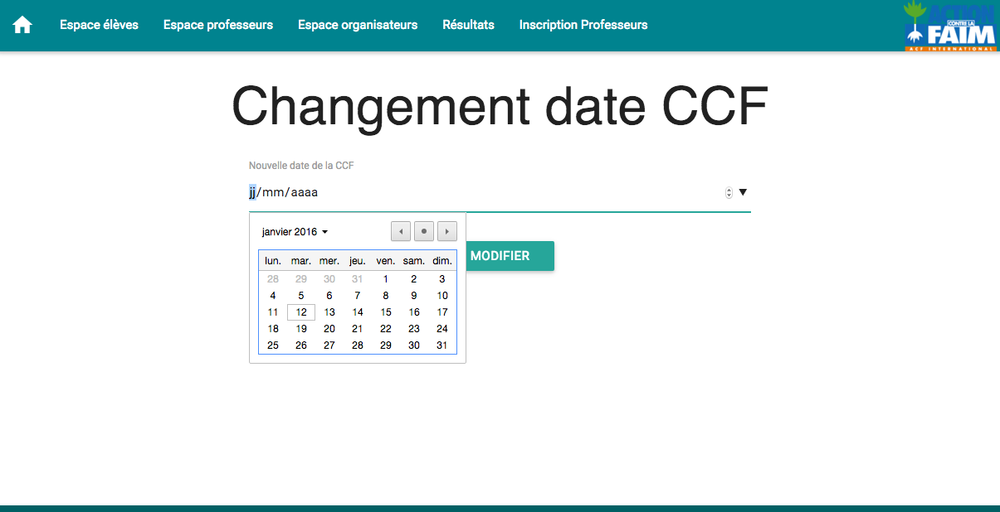 Espace élèves Espace professeurs Espace organisateurs Résultats Inscription Professeurs
ACTION
CONTRE LA
FAIM
ACF INTERNATIONAL
Changement date CCF
Nouvelle date de la CCF
jj/mm/aaaa
janvier 2016
lun. mar. mer. jeu. ven. sam. dim.
28 29 30 31 1 2 3
4 5 6 7 8 9 10
11 12 13 14 15 16 17
18 19 20 21 22 23 24
25 26 27 28 29 30 31
MODIFIER